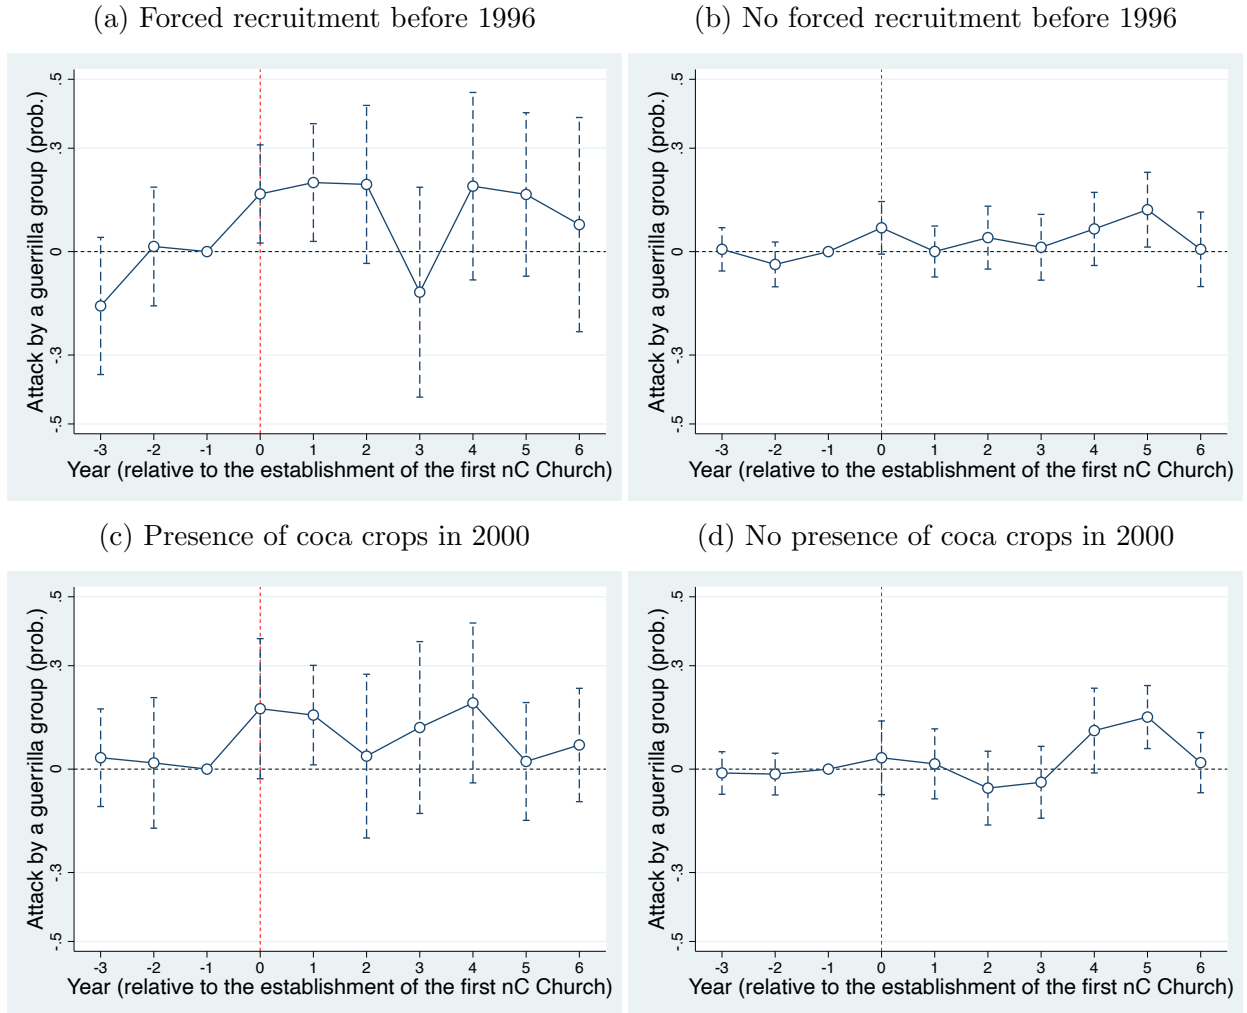 (a) Forced recruitment before 1996
Attack by a guerrilla group (prob.)
.5
.3
0
-.3
-.5
-3 -2 -1 0 1 2 3 4 5 6
Year (relative to the establishment of the first nC Church)
(b) No forced recruitment before 1996
Attack by a guerrilla group (prob.)
.5
.3
0
-.3
-.5
-3 -2 -1 0 1 2 3 4 5 6
Year (relative to the establishment of the first nC Church)
(c) Presence of coca crops in 2000
Attack by a guerrilla group (prob.)
.5
.3
0
-.3
-.5
-3 -2 -1 0 1 2 3 4 5 6
Year (relative to the establishment of the first nC Church)
(d) No presence of coca crops in 2000
Attack by a guerrilla group (prob.)
.5
.3
0
-.3
-.5
-3 -2 -1 0 1 2 3 4 5 6
Year (relative to the establishment of the first nC Church)